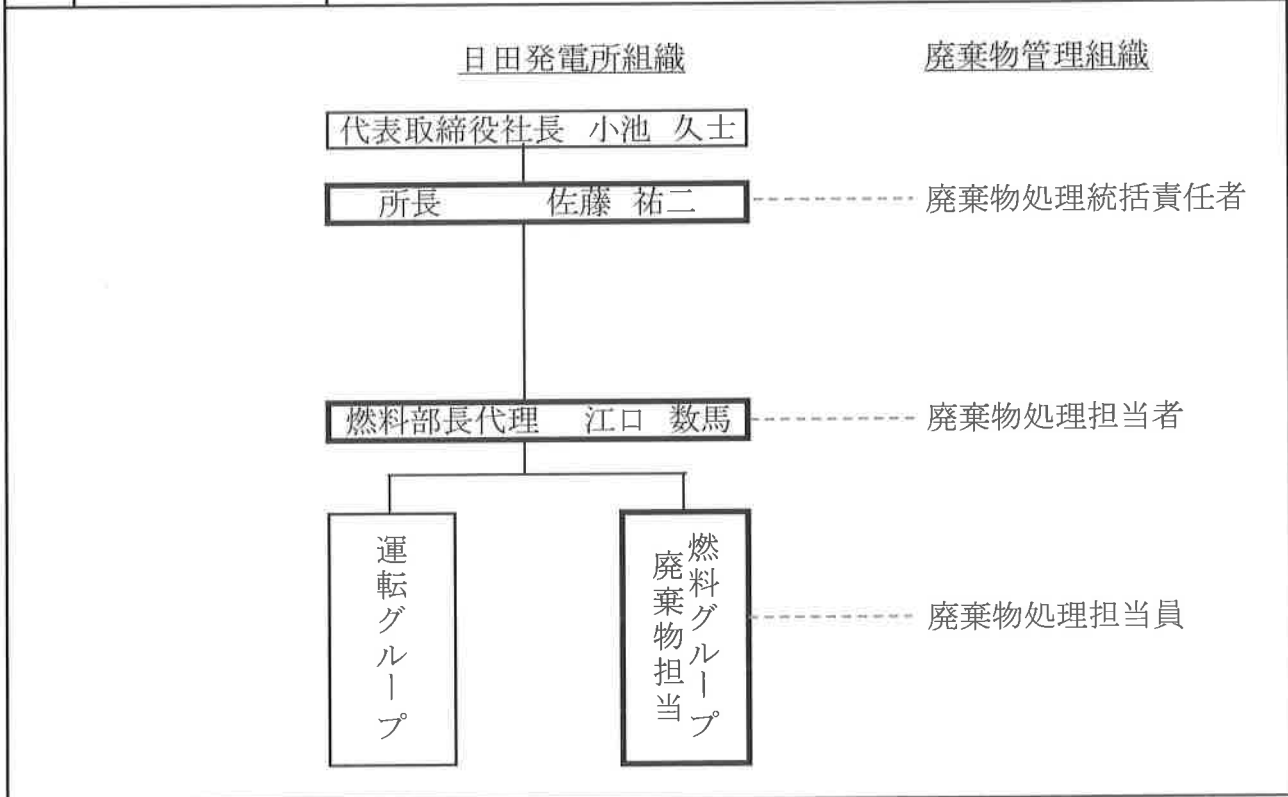 日田発電所組織
廃棄物管理組織
代表取締役社長 小池 久士
所長 佐藤 祐二
廃棄物処理統括責任者
燃料部長代理 江口 数馬
廃棄物処理担当者
運転グループ
燃料グループ
廃棄物担当
廃棄物処理担当員